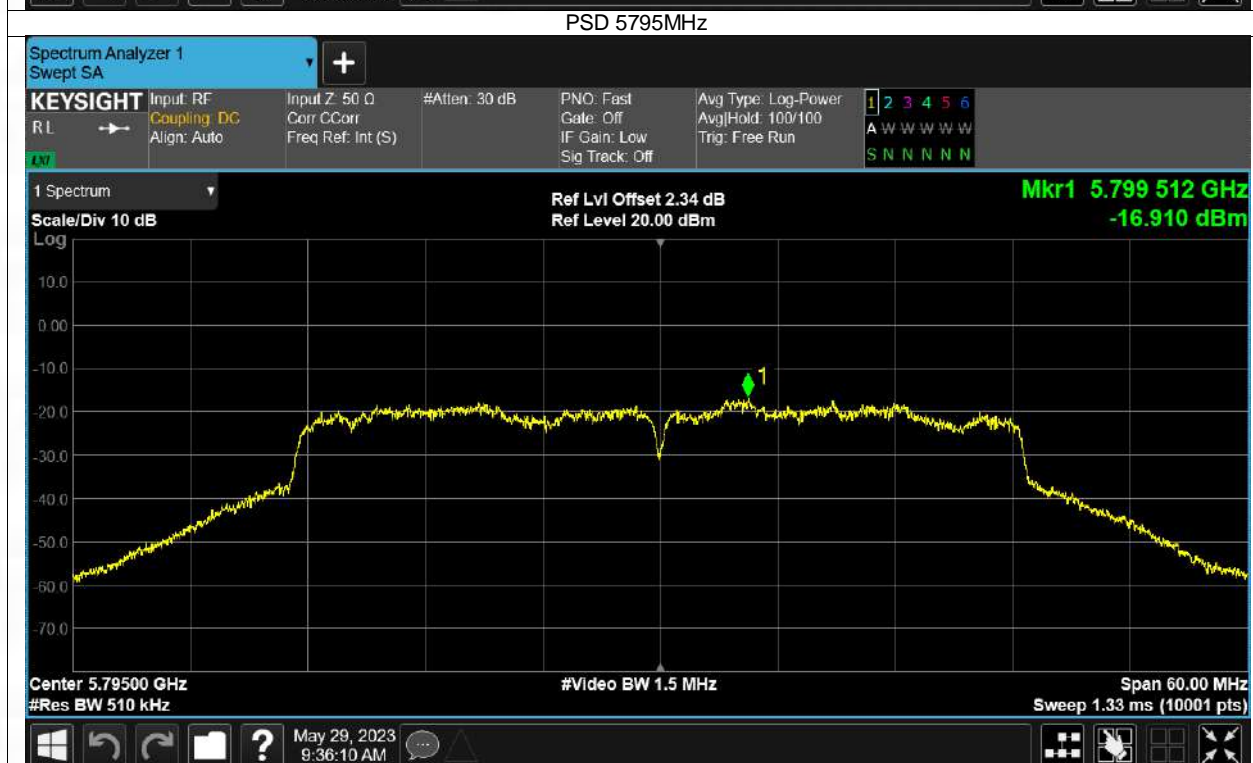 PSD 5795MHz
Spectrum Analyzer 1
Swept SA
+
KEYSIGHT Input: RF Input Z: 50 Ω #Atten: 30 dB PNO: Fast Avg Type: Log-Power 1 2 3 4 5 6
RL Coupling: DC Corr CCorr Gate: Off Avg|Hold: 100/100 A W W W W W
Align: Auto Freq Ref: Int (S) IF Gain: Low Trig: Free Run
LXI Sig Track: Off S N N N N N
1 Spectrum Ref Lvl Offset 2.34 dB Mkr1 5.799 512 GHz
Scale/Div 10 dB Ref Level 20.00 dBm -16.910 dBm
Log
10.0
0.00
-10.0
1
-20.0
-30.0
-40.0
-50.0
-60.0
-70.0
Center 5.79500 GHz #Video BW 1.5 MHz Span 60.00 MHz
#Res BW 510 kHz Sweep 1.33 ms (10001 pts)
? May 29, 2023
9:36:10 AM